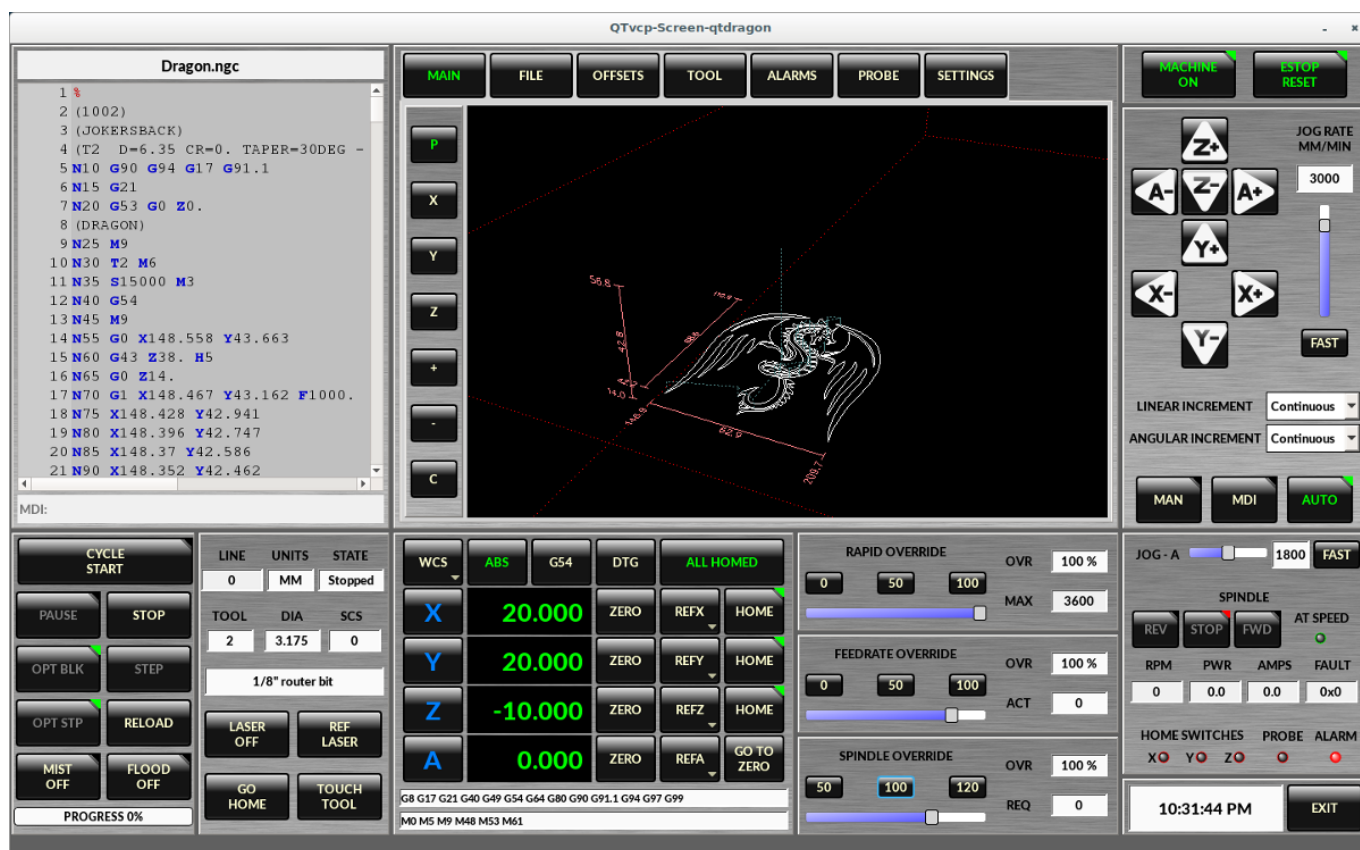 QTvcp-Screen-qtdragon
Dragon.ngc
1 %
2 (1002)
3 (JOKERSBACK)
4 (T2 D=6.35 CR=0. TAPER=30DEG -
5 N10 G90 G94 G17 G91.1
6 N15 G21
7 N20 G53 G0 Z0.
8 (DRAGON)
9 N25 M9
10 N30 T2 M6
11 N35 S15000 M3
12 N40 G54
13 N45 M9
14 N55 G0 X148.558 Y43.663
15 N60 G43 Z38. H5
16 N65 G0 Z14.
17 N70 G1 X148.467 Y43.162 F1000.
18 N75 X148.428 Y42.941
19 N80 X148.396 Y42.747
20 N85 X148.37 Y42.586
21 N90 X148.352 Y42.462
MDI:
MAIN FILE OFFSETS TOOL ALARMS PROBE SETTINGS
P
X
Y
Z
+
-
C
56.8
42.8
14.0
44.2
146.8
62.9
209.7
MACHINE ON
ESTOP RESET
JOG RATE
MM/MIN
3000
Z+
A- Z- A+
Y+
X- X+
Y-
FAST
LINEAR INCREMENT Continuous
ANGULAR INCREMENT Continuous
MAN MDI AUTO
CYCLE
START
PAUSE STOP
OPT BLK STEP
OPT STP RELOAD
MIST OFF
FLOOD OFF
PROGRESS 0%
LINE UNITS STATE
0 MM Stopped
TOOL DIA SCS
2 3.175 0
1/8" router bit
LASER OFF
REF LASER
GO HOME
TOUCH TOOL
WCS ABS G54 DTG ALL HOMED
X 20.000 ZERO REFX HOME
Y 20.000 ZERO REFY HOME
Z -10.000 ZERO REFZ HOME
A 0.000 ZERO REFA GO TO ZERO
G8 G17 G21 G40 G49 G54 G64 G80 G90 G91.1 G94 G97 G99
M0 M5 M9 M48 M53 M61
RAPID OVERRIDE
0 50 100
OVR 100 %
MAX 3600
FEEDRATE OVERRIDE
0 50 100
OVR 100 %
ACT 0
SPINDLE OVERRIDE
50 100 120
OVR 100 %
REQ 0
JOG - A 1800 FAST
SPINDLE
REV STOP FWD
AT SPEED
RPM PWR AMPS FAULT
0 0.0 0.0 0x0
HOME SWITCHES PROBE ALARM
X Y Z
10:31:44 PM
EXIT